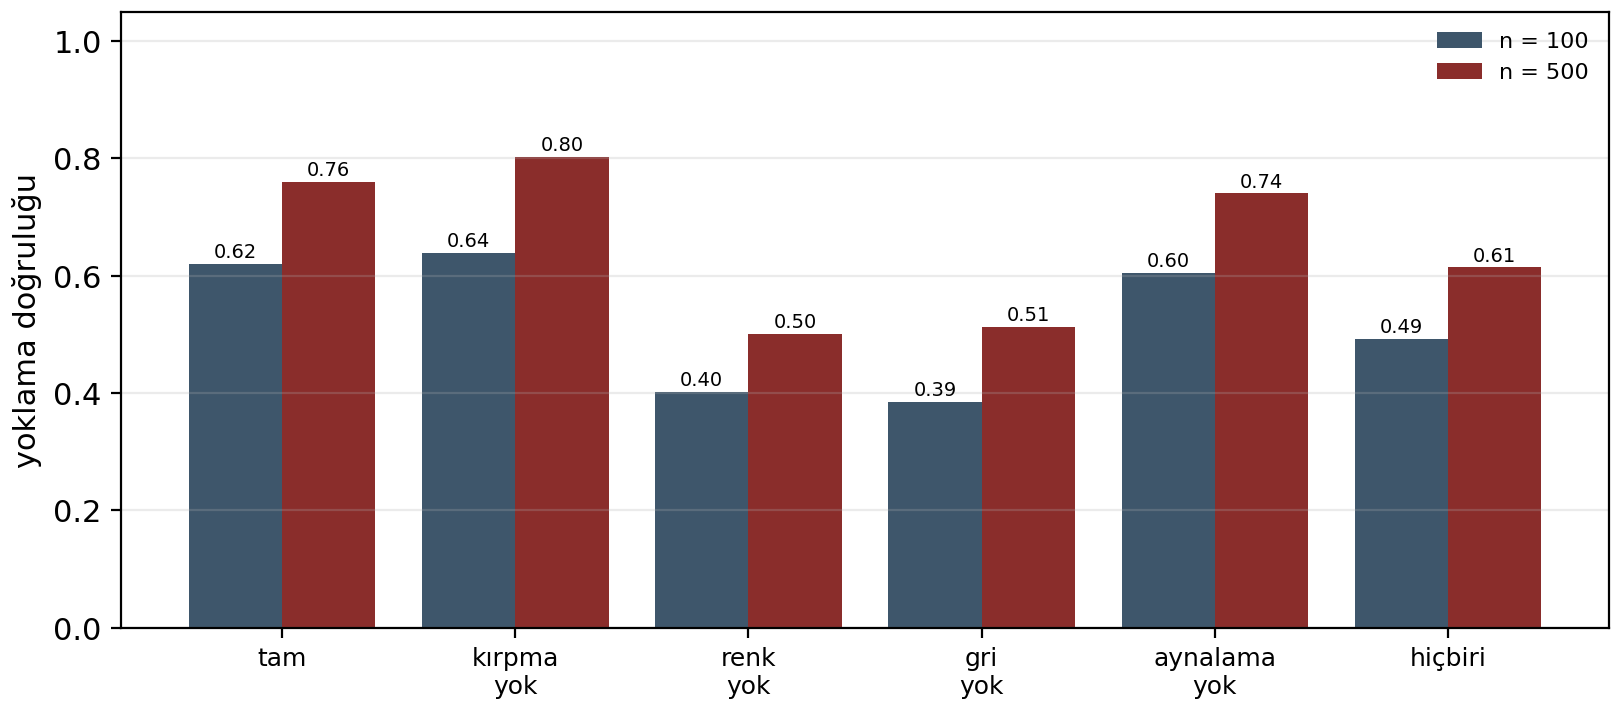 yoklama doğruluğu
1.0
0.8
0.6
0.4
0.2
0.0
n = 100
n = 500
0.62
0.76
0.64
0.80
0.40
0.50
0.39
0.51
0.60
0.74
0.49
0.61
tam
kırpma
yok
renk
yok
gri
yok
aynalama
yok
hiçbiri